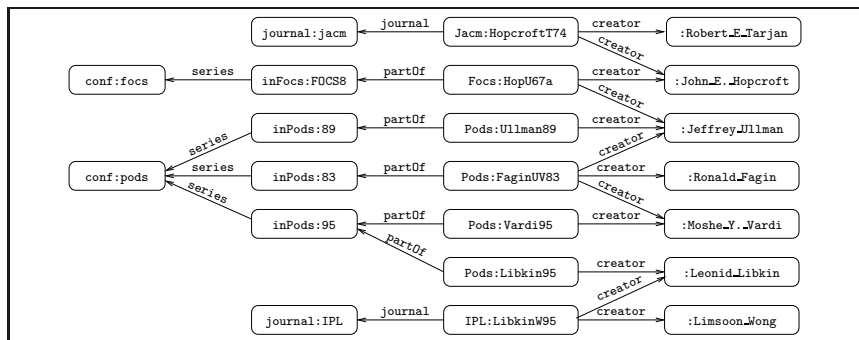 journal:jacm journal Jacm:HopcroftT74 creator :Robert_E_Tarjan
creator
conf:focs series inFocs:FOCS8 partOf Focs:HopU67a creator :John_E._Hopcroft
creator
inPods:89 partOf Pods:Ullman89 creator :Jeffrey_Ullman
series creator
conf:pods series inPods:83 partOf Pods:FaginUV83 creator :Ronald_Fagin
series creator
inPods:95 partOf Pods:Vardi95 creator :Moshe_Y._Vardi
partOf
Pods:Libkin95 creator :Leonid_Libkin
creator
journal:IPL journal IPL:LibkinW95 creator :Limsoon_Wong